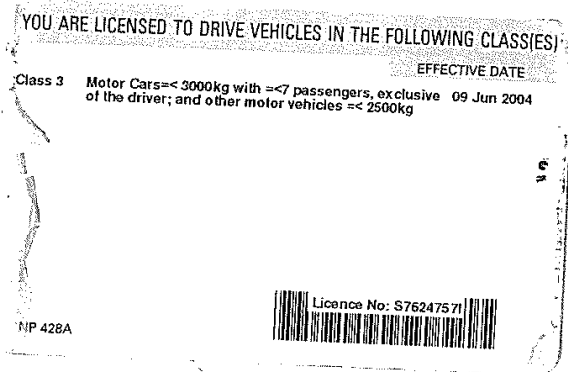 YOU ARE LICENSED TO DRIVE VEHICLES IN THE FOLLOWING CLASS(ES)
EFFECTIVE DATE
Class 3 Motor Cars=< 3000kg with =<7 passengers, exclusive 09 Jun 2004
of the driver; and other motor vehicles =< 2500kg
Licence No: S7624757I
NP 428A